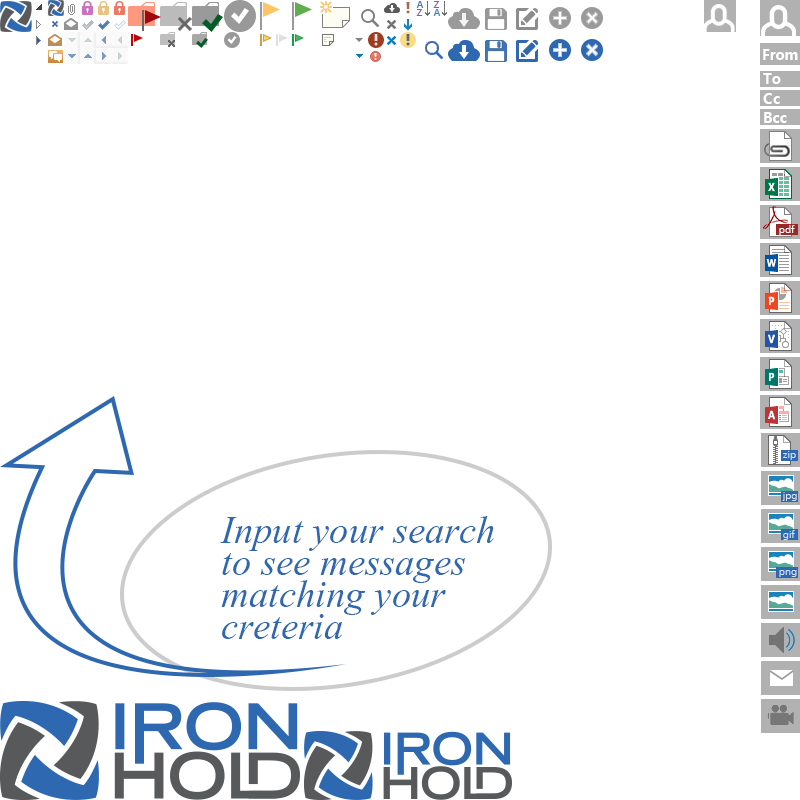 From
To
Cc
Bcc
X
pdf
W
P
V
P
A
zip
jpg
gif
png
A
Z
Z
A
Input your search
to see messages
matching your
creteria
IRON
HOLD
IRON
HOLD